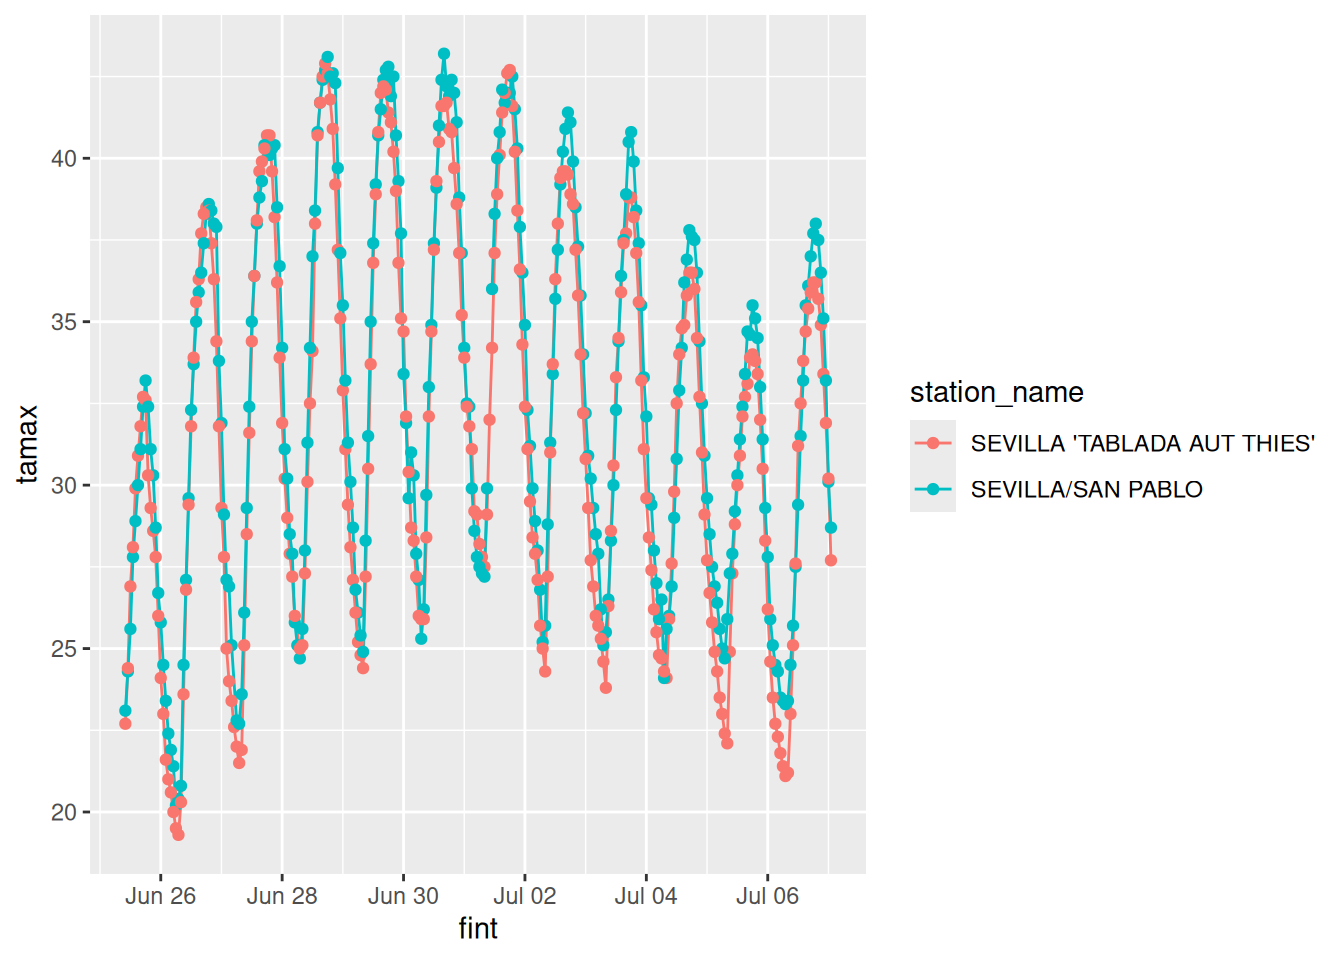 40
35
30
25
20
tamax
Jun 26 Jun 28 Jun 30 Jul 02 Jul 04 Jul 06
fint
station_name
SEVILLA 'TABLADA AUT THIES'
SEVILLA/SAN PABLO